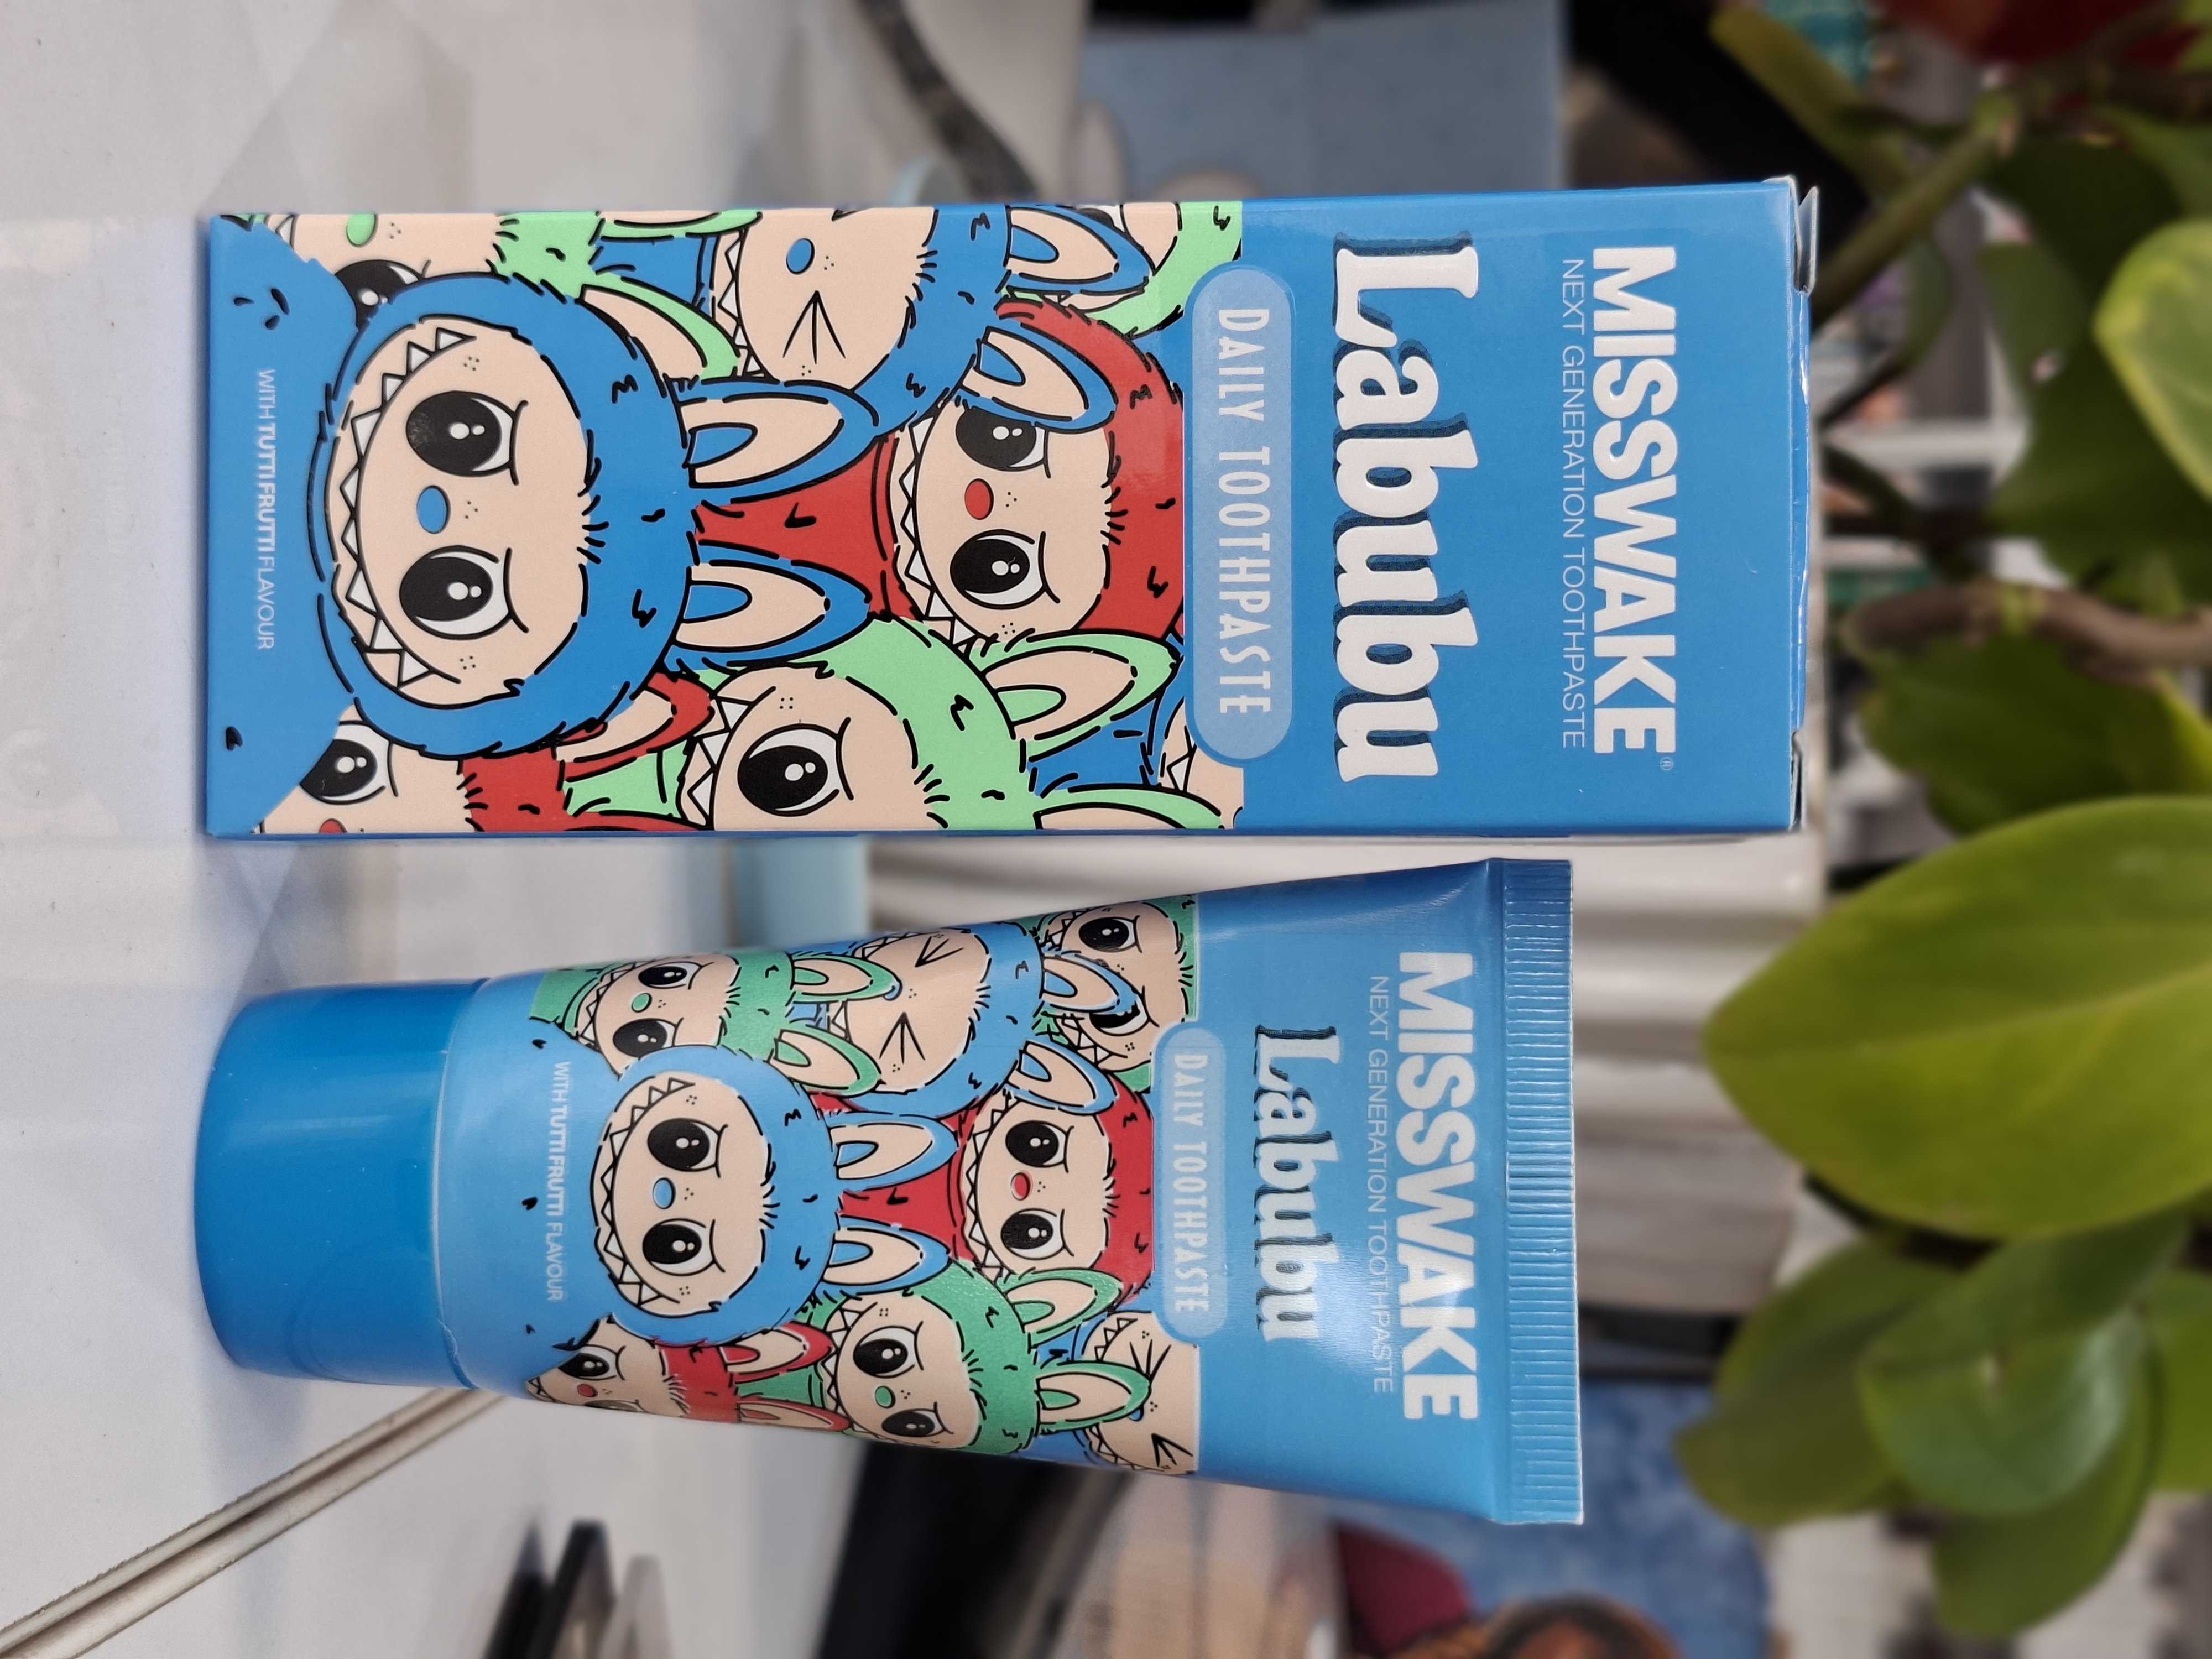 MISSWAKE®
NEXT GENERATION TOOTHPASTE
Labubu
DAILY TOOTHPASTE
WITH TUTTI FRUTTI FLAVOUR
MISSWAKE
NEXT GENERATION TOOTHPASTE
Labubu
DAILY TOOTHPASTE
WITH TUTTI FRUTTI FLAVOUR